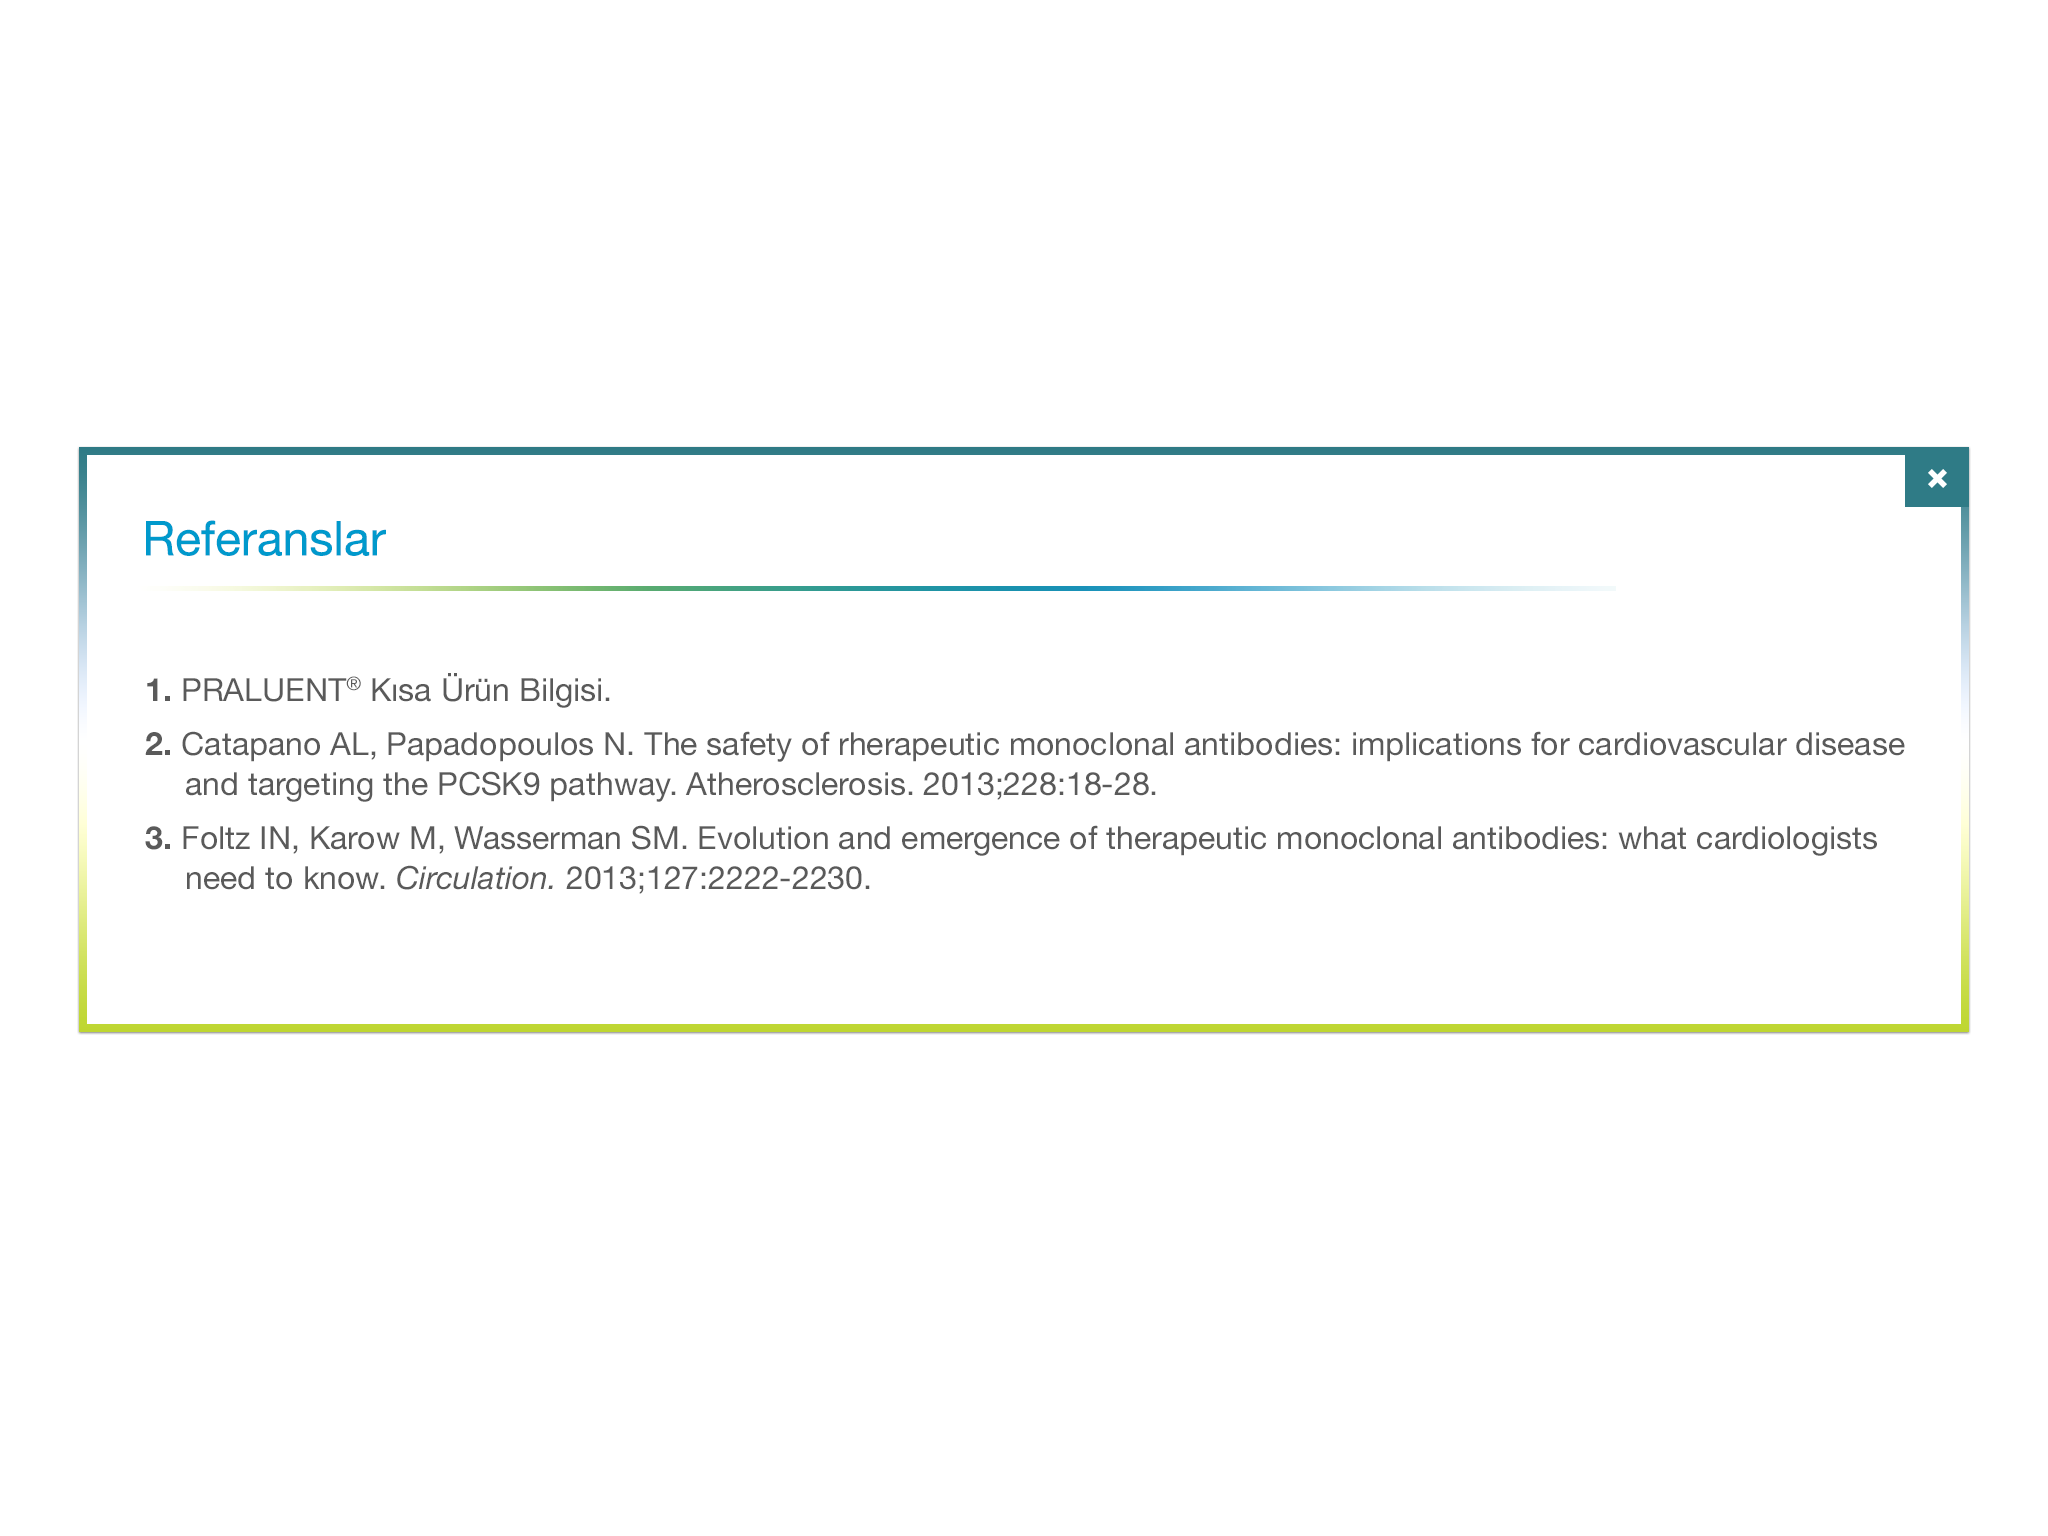 Referanslar
1. PRALUENT® Kısa Ürün Bilgisi.
2. Catapano AL, Papadopoulos N. The safety of rherapeutic monoclonal antibodies: implications for cardiovascular disease
and targeting the PCSK9 pathway. Atherosclerosis. 2013;228:18-28.
3. Foltz IN, Karow M, Wasserman SM. Evolution and emergence of therapeutic monoclonal antibodies: what cardiologists
need to know. Circulation. 2013;127:2222-2230.